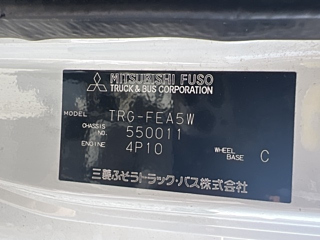 MITSUBISHI FUSO
TRUCK & BUS CORPORATION
MODEL TRG-FEA5W
CHASSIS NO. 550011
ENGINE 4P10 WHEEL BASE C
三菱ふそうトラック・バス株式会社